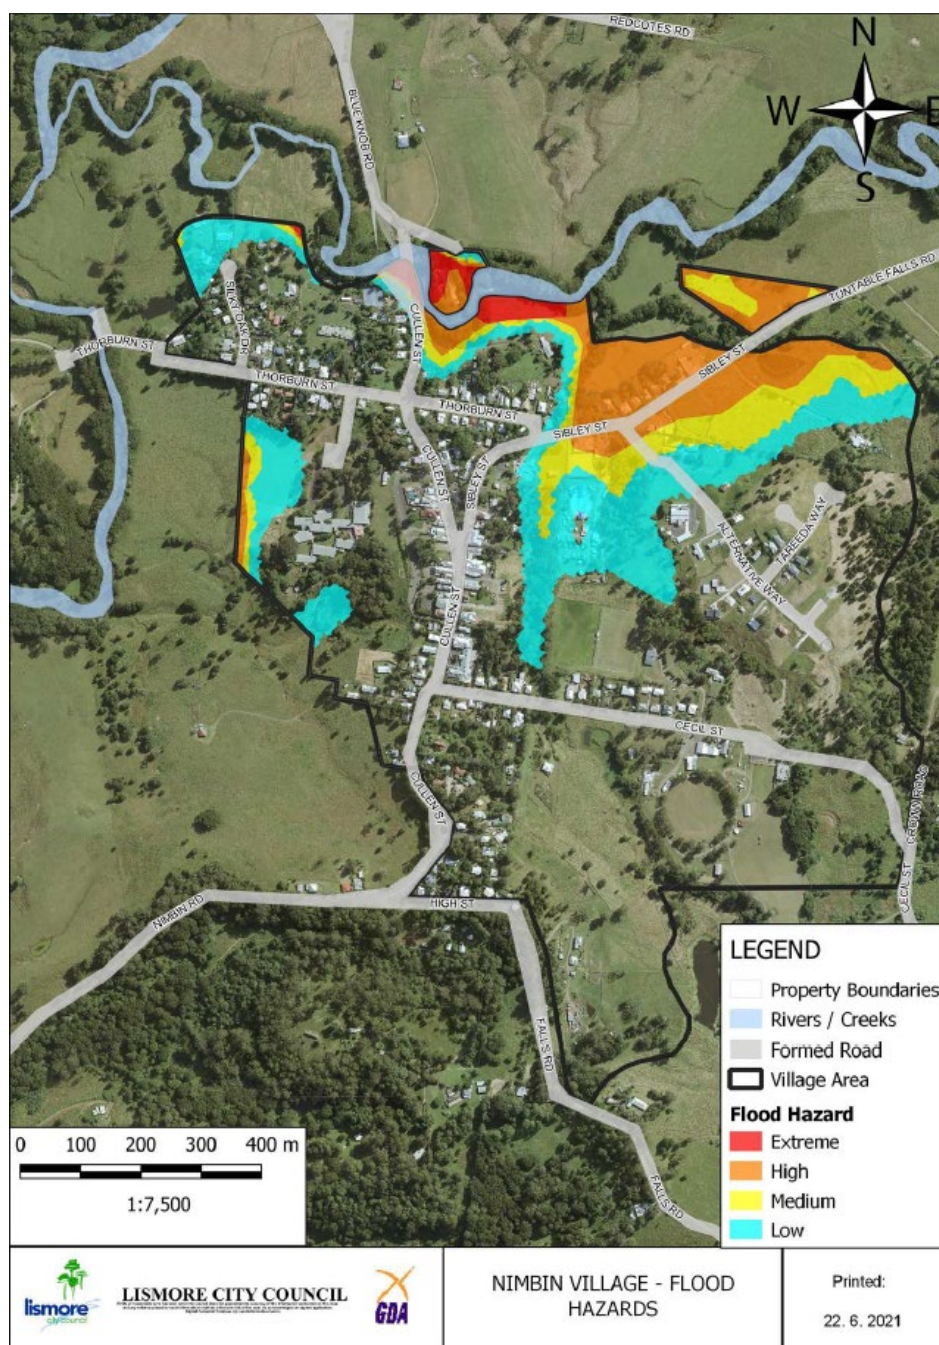 REDCOTES RD
N
W
E
S
BLUE KNOB RD
TUNTABLE FALLS RD
SILKY OAK DR
CULLEN ST
THORBURN ST
SIBLEY ST
THORBURN ST
THORBURN ST
SIBLEY ST
CULLEN ST
SIBLEY ST
TAREEDA WAY
ALTERNATIVE WAY
CULLEN ST
CECIL ST
CULLEN ST
CROWN ROAD
CECIL ST
NIMBIN RD
HIGH ST
FALLS RD
FALLS RD
LEGEND
Property Boundaries
Rivers / Creeks
Formed Road
Village Area
Flood Hazard
Extreme
High
Medium
Low
0 100 200 300 400 m
1:7,500
lismore
city council
LISMORE CITY COUNCIL
GDA
NIMBIN VILLAGE - FLOOD
HAZARDS
Printed:
22. 6. 2021